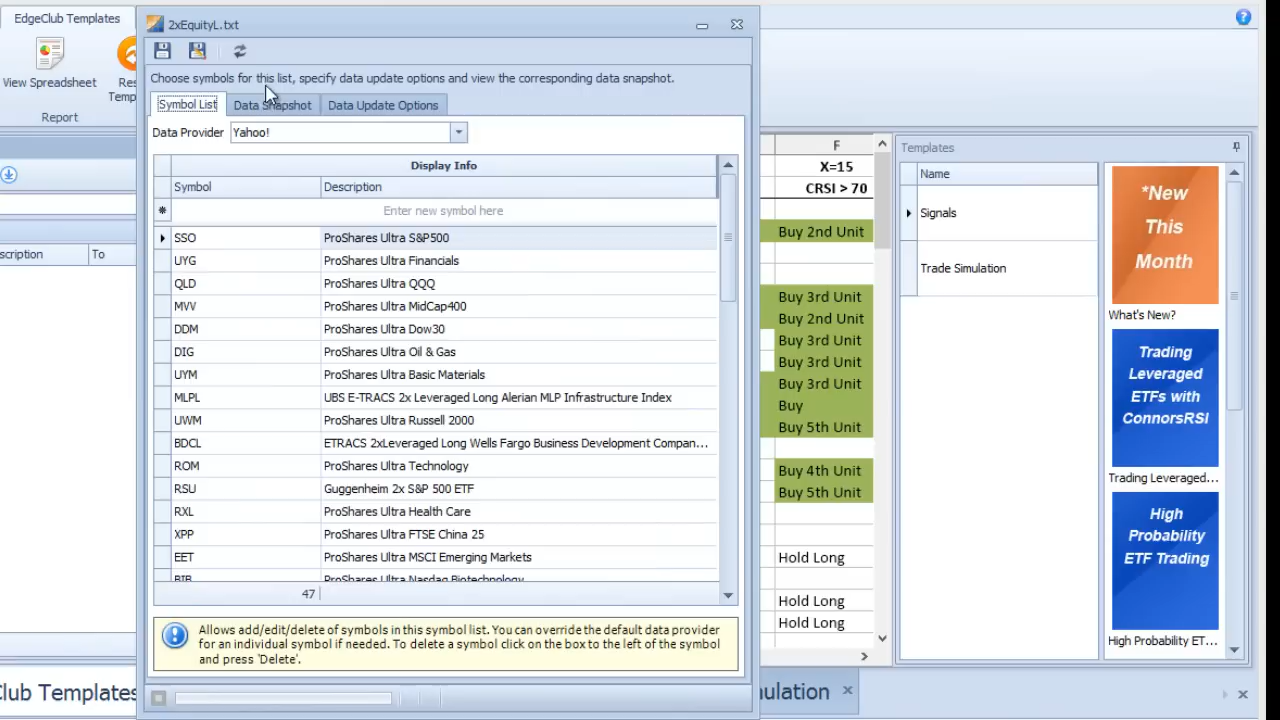 EdgeClub Templates
View Spreadsheet
Res
Temp
Report
scription
To
Club Templates
2xEquityL.txt
Choose symbols for this list, specify data update options and view the corresponding data snapshot.
Symbol List
Data Snapshot
Data Update Options
Data Provider
Yahoo!
Display Info
Symbol
Description
Enter new symbol here
SSO
ProShares Ultra S&P500
UYG
ProShares Ultra Financials
QLD
ProShares Ultra QQQ
MVV
ProShares Ultra MidCap400
DDM
ProShares Ultra Dow30
DIG
ProShares Ultra Oil & Gas
UYM
ProShares Ultra Basic Materials
MLPL
UBS E-TRACS 2x Leveraged Long Alerian MLP Infrastructure Index
UWM
ProShares Ultra Russell 2000
BDCL
ETRACS 2xLeveraged Long Wells Fargo Business Development Compan...
ROM
ProShares Ultra Technology
RSU
Guggenheim 2x S&P 500 ETF
RXL
ProShares Ultra Health Care
XPP
ProShares Ultra FTSE China 25
EET
ProShares Ultra MSCI Emerging Markets
BIB
ProShares Ultra Nasdaq Biotechnology
47
Allows add/edit/delete of symbols in this symbol list. You can override the default data provider
for an individual symbol if needed. To delete a symbol click on the box to the left of the symbol
and press 'Delete'.
F
X=15
CRSI > 70
Buy 2nd Unit
Buy 3rd Unit
Buy 2nd Unit
Buy 3rd Unit
Buy 3rd Unit
Buy 3rd Unit
Buy
Buy 5th Unit
Buy 4th Unit
Buy 5th Unit
Hold Long
Hold Long
Hold Long
ulation
Templates
Name
Signals
Trade Simulation
*New
This
Month
What's New?
Trading
Leveraged
ETFs with
ConnorsRSI
Trading Leveraged...
High
Probability
ETF Trading
High Probability ET...